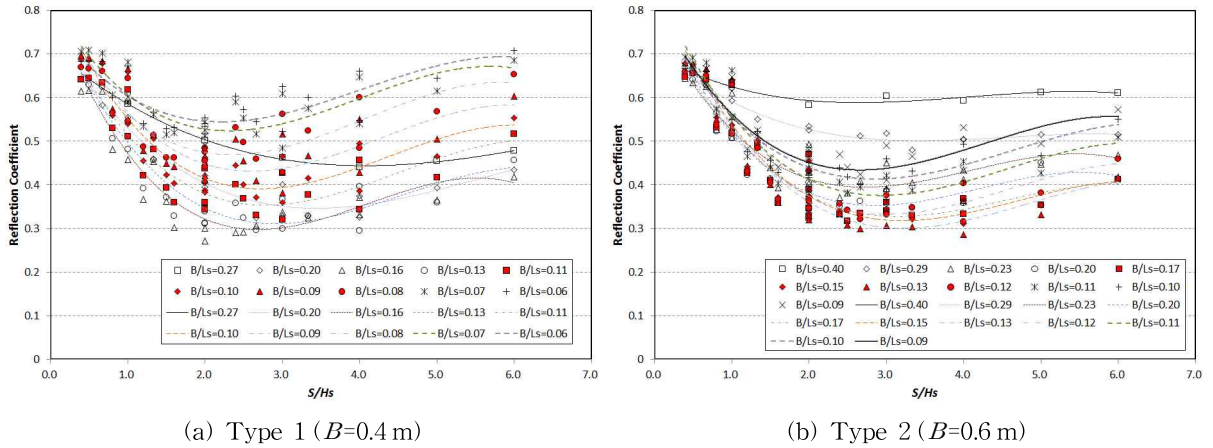 0.8
0.7
0.6
0.5
0.4
0.3
0.2
0.1
0
Reflection Coefficient
B/Ls=0.27 B/Ls=0.20 B/Ls=0.16 B/Ls=0.13 B/Ls=0.11
B/Ls=0.10 B/Ls=0.09 B/Ls=0.08 B/Ls=0.07 B/Ls=0.06
B/Ls=0.27 B/Ls=0.20 B/Ls=0.16 B/Ls=0.13 B/Ls=0.11
B/Ls=0.10 B/Ls=0.09 B/Ls=0.08 B/Ls=0.07 B/Ls=0.06
0.0 1.0 2.0 3.0 4.0 5.0 6.0 7.0
S/Hs
(a) Type 1 (B=0.4 m)
0.8
0.7
0.6
0.5
0.4
0.3
0.2
0.1
0
Reflection Coefficient
B/Ls=0.40 B/Ls=0.29 B/Ls=0.23 B/Ls=0.20 B/Ls=0.17
B/Ls=0.15 B/Ls=0.13 B/Ls=0.12 B/Ls=0.11 B/Ls=0.10
B/Ls=0.09 B/Ls=0.40 B/Ls=0.29 B/Ls=0.23 B/Ls=0.20
B/Ls=0.17 B/Ls=0.15 B/Ls=0.13 B/Ls=0.12 B/Ls=0.11
B/Ls=0.10 B/Ls=0.09
0.0 1.0 2.0 3.0 4.0 5.0 6.0 7.0
S/Hs
(b) Type 2 (B=0.6 m)